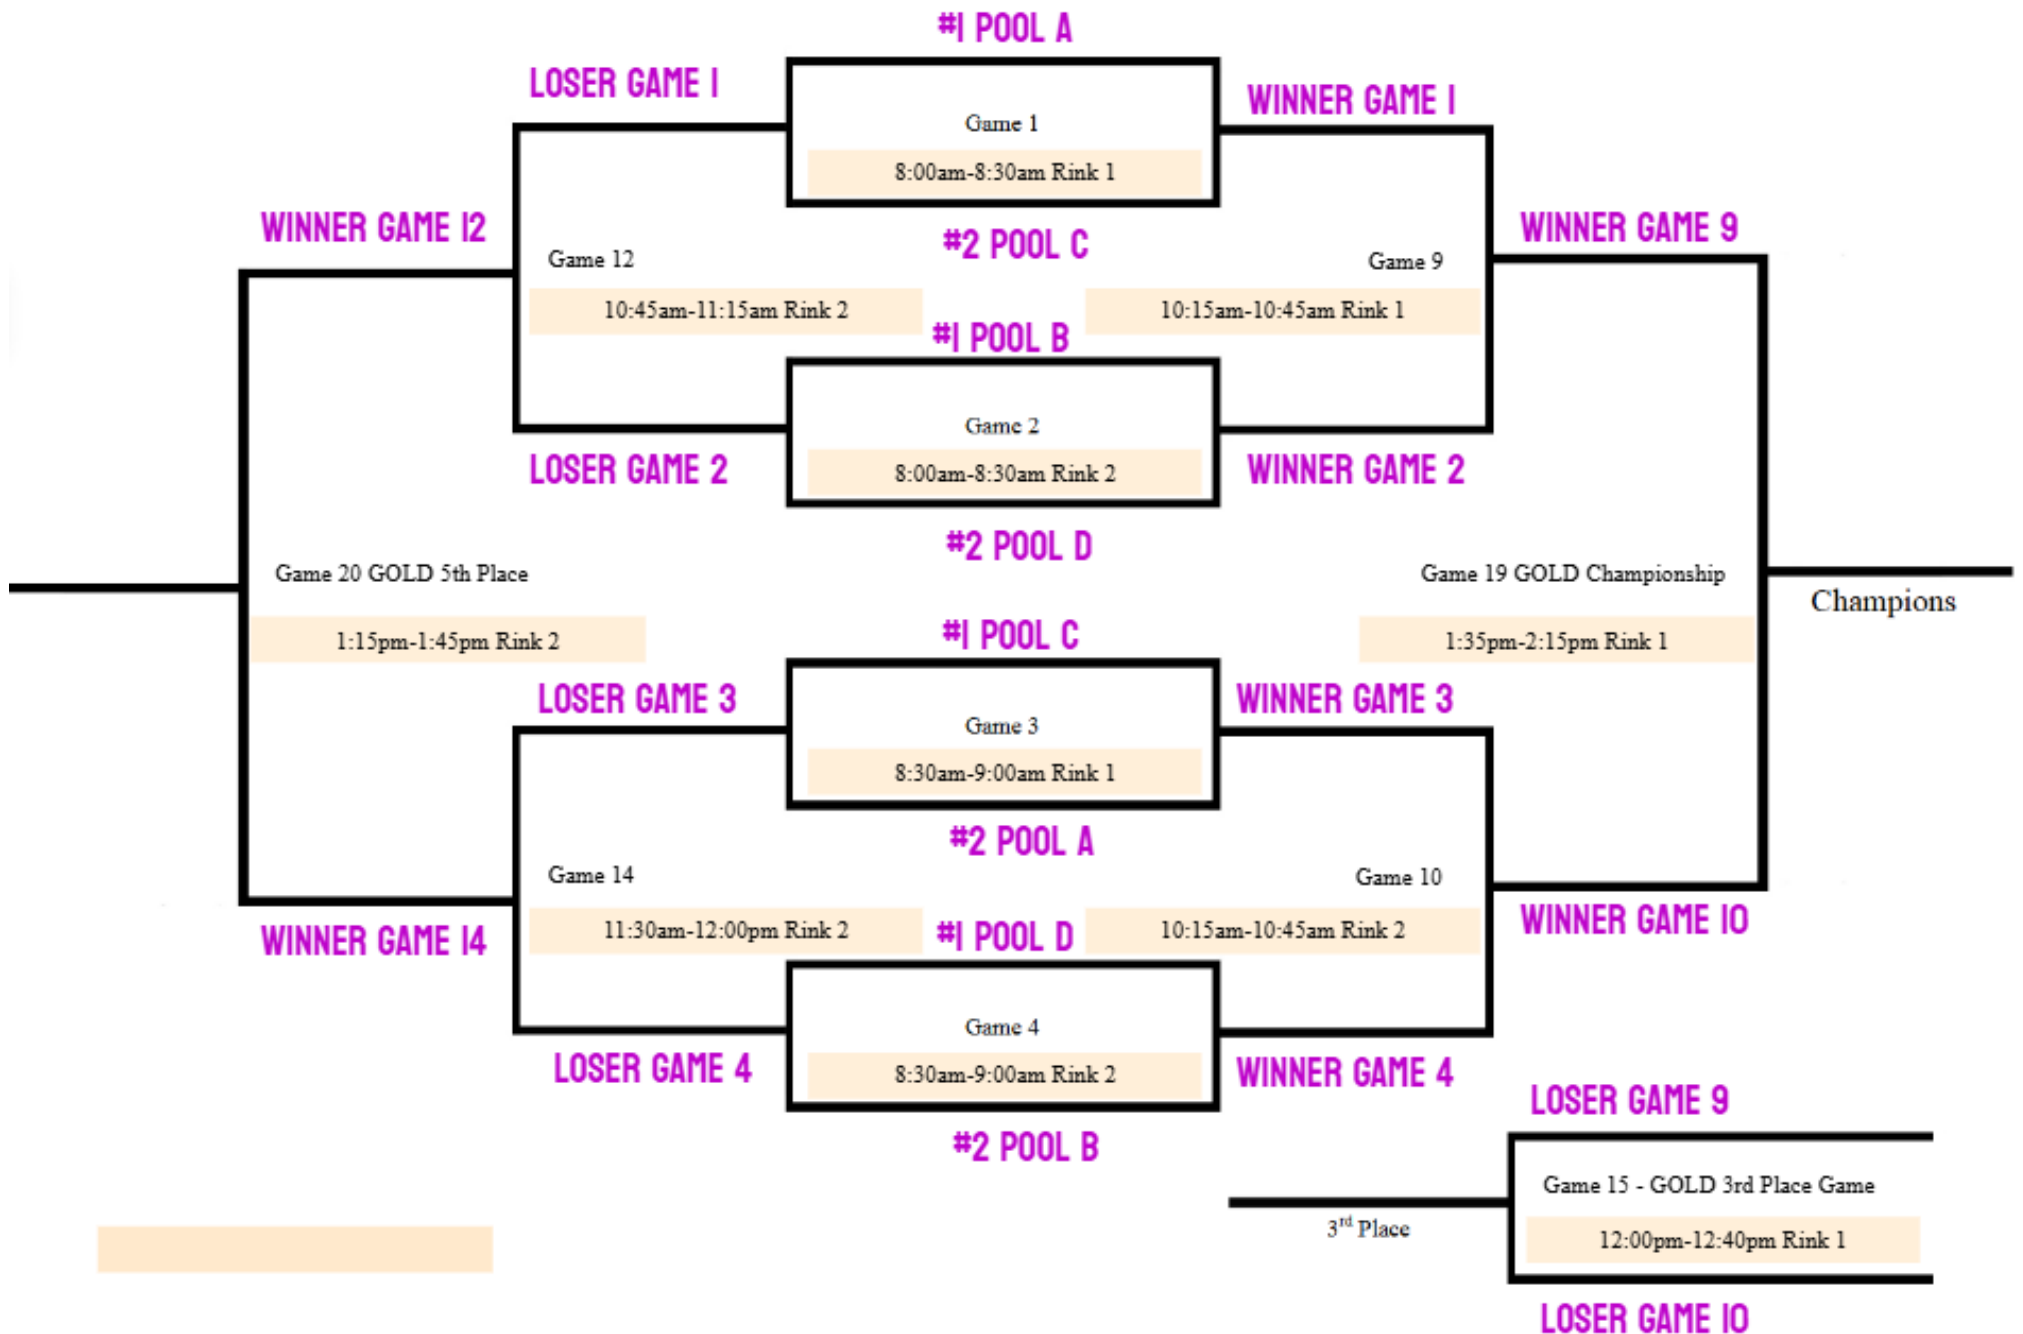 #1 POOL A
LOSER GAME 1
WINNER GAME 1
Game 1
8:00am-8:30am Rink 1
WINNER GAME 12
#2 POOL C
WINNER GAME 9
Game 12
Game 9
10:45am-11:15am Rink 2
10:15am-10:45am Rink 1
#1 POOL B
Game 2
LOSER GAME 2
8:00am-8:30am Rink 2
WINNER GAME 2
#2 POOL D
Game 20 GOLD 5th Place
Game 19 GOLD Championship
Champions
1:15pm-1:45pm Rink 2
#1 POOL C
1:35pm-2:15pm Rink 1
LOSER GAME 3
WINNER GAME 3
Game 3
8:30am-9:00am Rink 1
#2 POOL A
Game 14
Game 10
WINNER GAME 14
11:30am-12:00pm Rink 2
#1 POOL D
10:15am-10:45am Rink 2
WINNER GAME 10
Game 4
LOSER GAME 4
8:30am-9:00am Rink 2
WINNER GAME 4
LOSER GAME 9
#2 POOL B
Game 15 - GOLD 3rd Place Game
3rd Place
12:00pm-12:40pm Rink 1
LOSER GAME 10